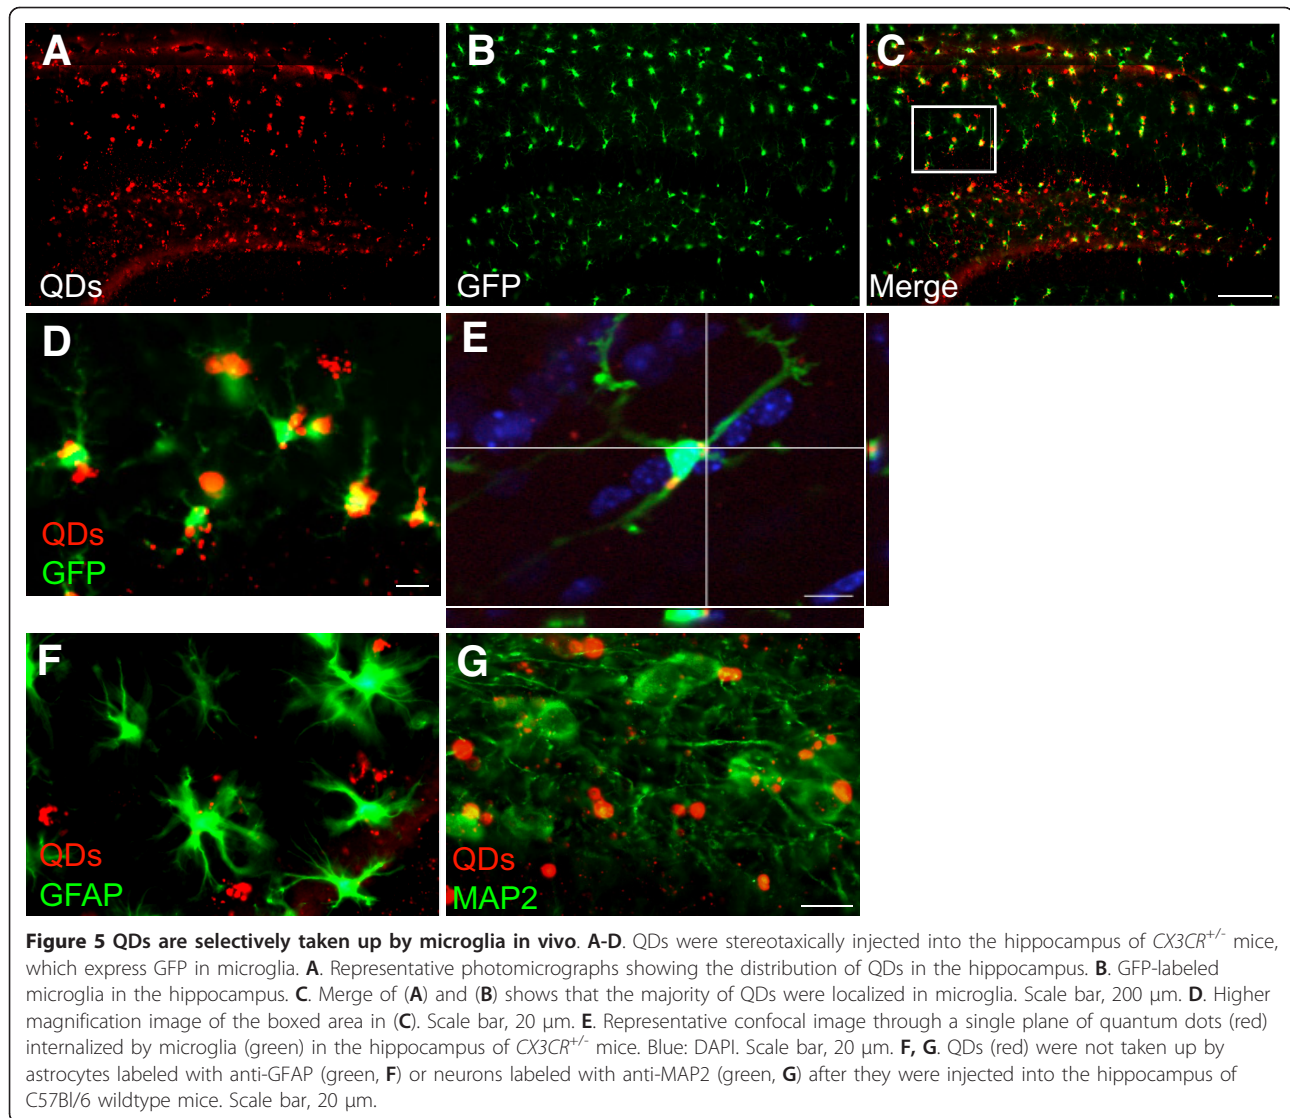 A
B
C
QDs
GFP
Merge
D
E
QDs
GFP
F
G
QDs
GFAP
QDs
MAP2
Figure 5 QDs are selectively taken up by microglia in vivo. A-D. QDs were stereotaxically injected into the hippocampus of CX3CR+/- mice,
which express GFP in microglia. A. Representative photomicrographs showing the distribution of QDs in the hippocampus. B. GFP-labeled
microglia in the hippocampus. C. Merge of (A) and (B) shows that the majority of QDs were localized in microglia. Scale bar, 200 μm. D. Higher
magnification image of the boxed area in (C). Scale bar, 20 μm. E. Representative confocal image through a single plane of quantum dots (red)
internalized by microglia (green) in the hippocampus of CX3CR+/- mice. Blue: DAPI. Scale bar, 20 μm. F, G. QDs (red) were not taken up by
astrocytes labeled with anti-GFAP (green, F) or neurons labeled with anti-MAP2 (green, G) after they were injected into the hippocampus of
C57Bl/6 wildtype mice. Scale bar, 20 μm.